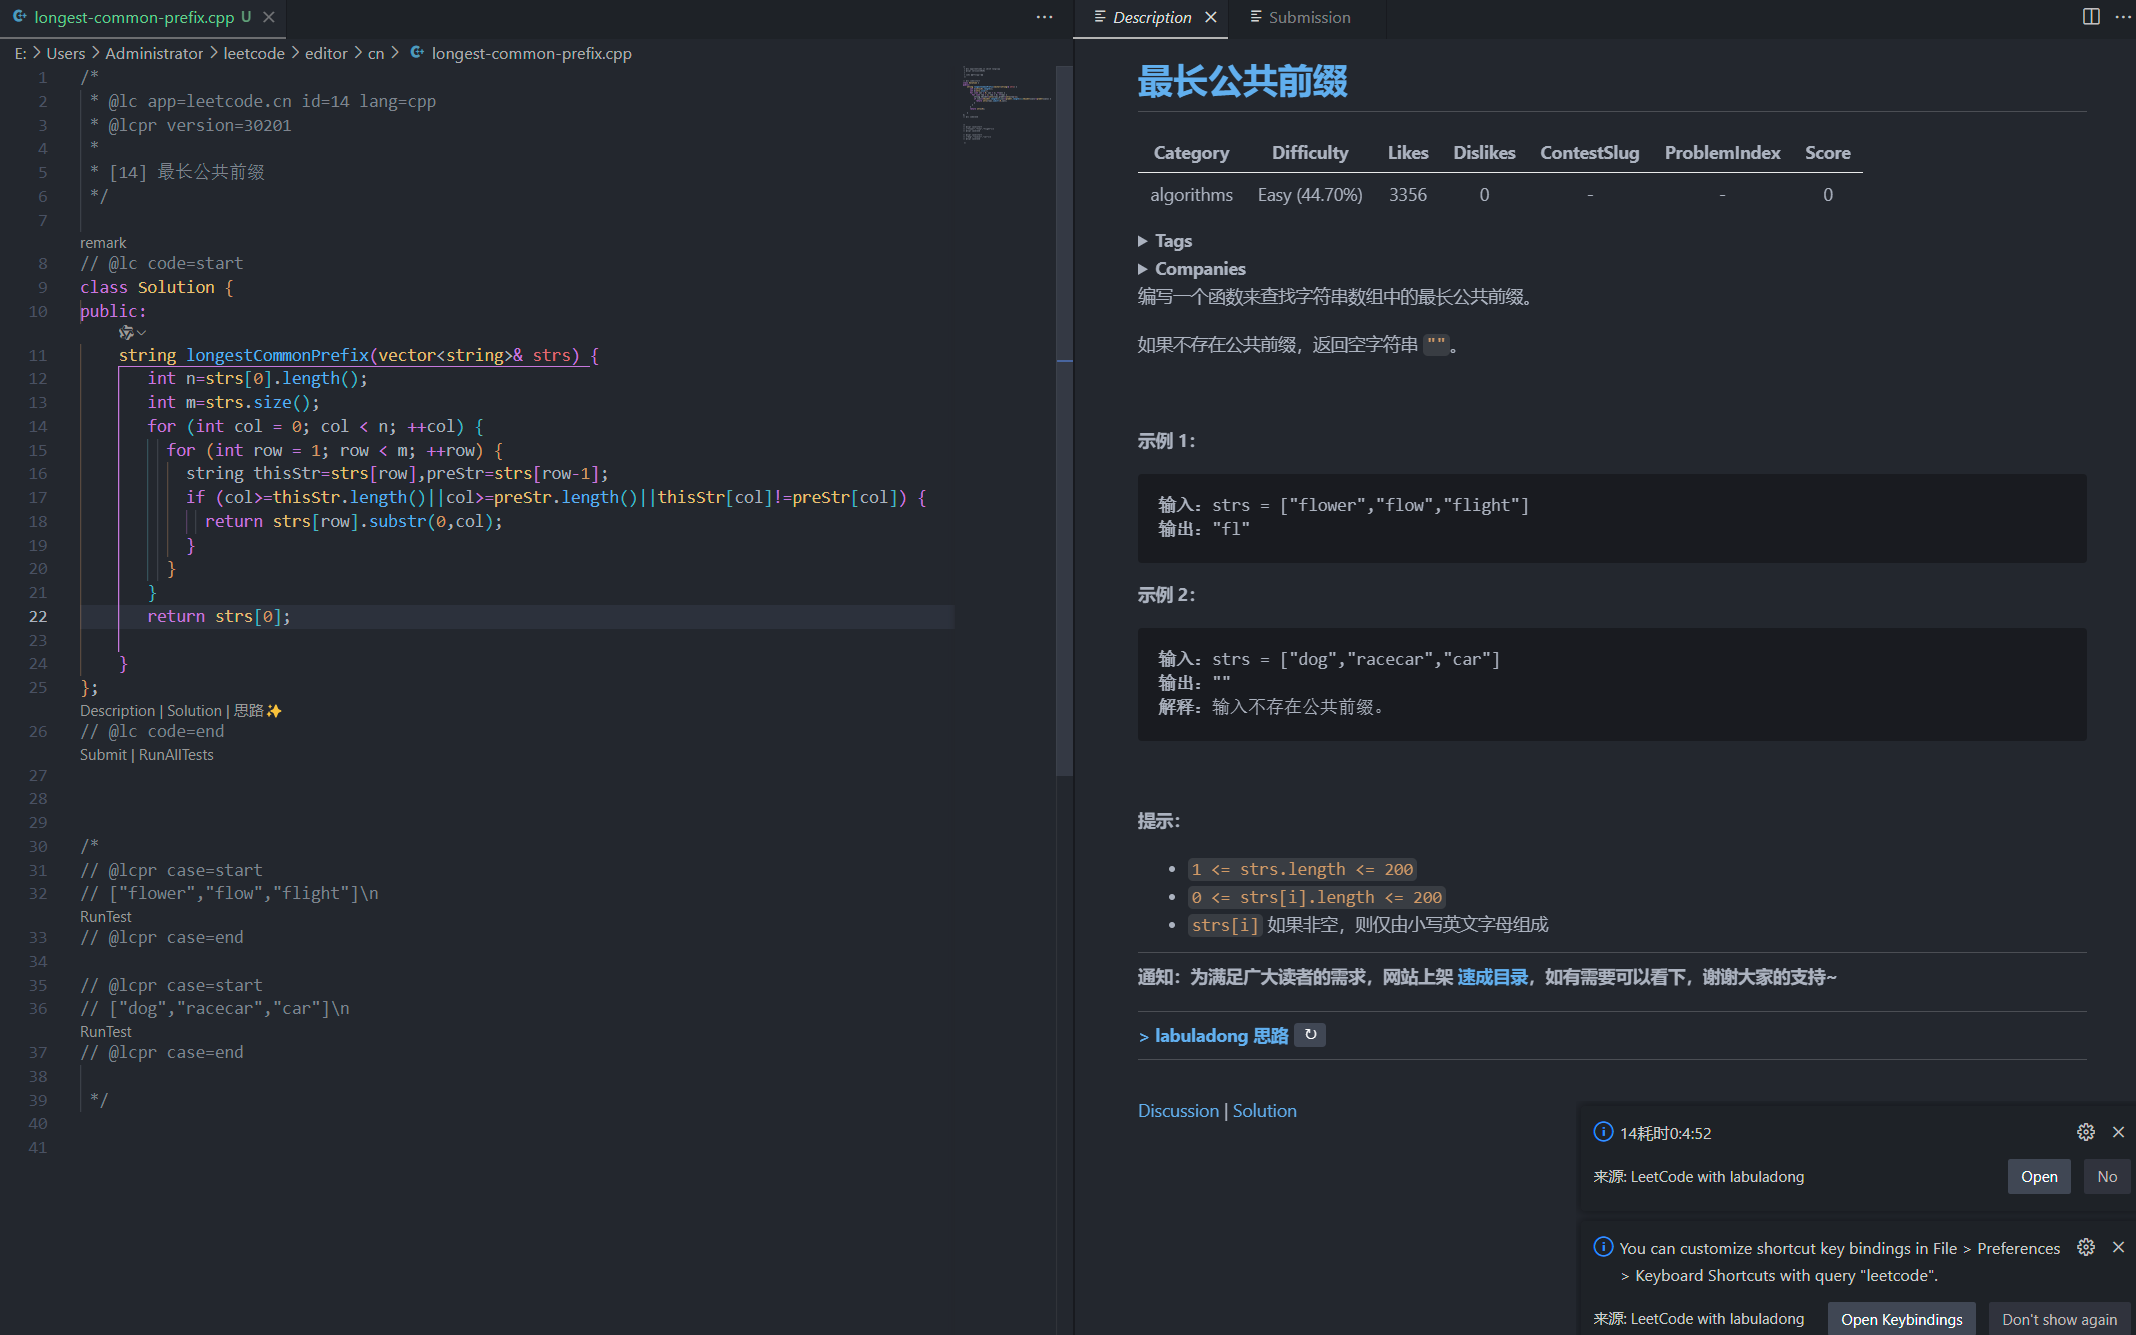 longest-common-prefix.cpp U
E: > Users > Administrator > leetcode > editor > cn > longest-common-prefix.cpp
1 /*
2  * @lc app=leetcode.cn id=14 lang=cpp
3  * @lcpr version=30201
4  *
5  * [14] 最长公共前缀
6  */
7
remark
8 // @lc code=start
9 class Solution {
10 public:
11     string longestCommonPrefix(vector<string>& strs) {
12        int n=strs[0].length();
13        int m=strs.size();
14        for (int col = 0; col < n; ++col) {
15          for (int row = 1; row < m; ++row) {
16            string thisStr=strs[row],preStr=strs[row-1];
17            if (col>=thisStr.length()||col>=preStr.length()||thisStr[col]!=preStr[col]) {
18              return strs[row].substr(0,col);
19            }
20          }
21        }
22        return strs[0];
23
24     }
25 };
Description | Solution | 思路✨
26 // @lc code=end
Submit | RunAllTests
27
28
29
30 /*
31 // @lcpr case=start
32 // ["flower","flow","flight"]\n
RunTest
33 // @lcpr case=end
34
35 // @lcpr case=start
36 // ["dog","racecar","car"]\n
RunTest
37 // @lcpr case=end
38
39  */
40
41
Description
Submission
最长公共前缀
Category Difficulty Likes Dislikes ContestSlug ProblemIndex Score
algorithms Easy (44.70%) 3356 0 - - 0
Tags
Companies
编写一个函数来查找字符串数组中的最长公共前缀。
如果不存在公共前缀，返回空字符串 ""。
示例 1：
输入：strs = ["flower","flow","flight"]
输出："fl"
示例 2：
输入：strs = ["dog","racecar","car"]
输出：""
解释：输入不存在公共前缀。
提示：
• 1 <= strs.length <= 200
• 0 <= strs[i].length <= 200
• strs[i] 如果非空，则仅由小写英文字母组成
通知：为满足广大读者的需求，网站上架 速成目录，如有需要可以看下，谢谢大家的支持~
> labuladong 思路 ↻
Discussion | Solution
14耗时0:4:52
来源: LeetCode with labuladong
Open
No
You can customize shortcut key bindings in File > Preferences
> Keyboard Shortcuts with query "leetcode".
来源: LeetCode with labuladong
Open Keybindings
Don't show again